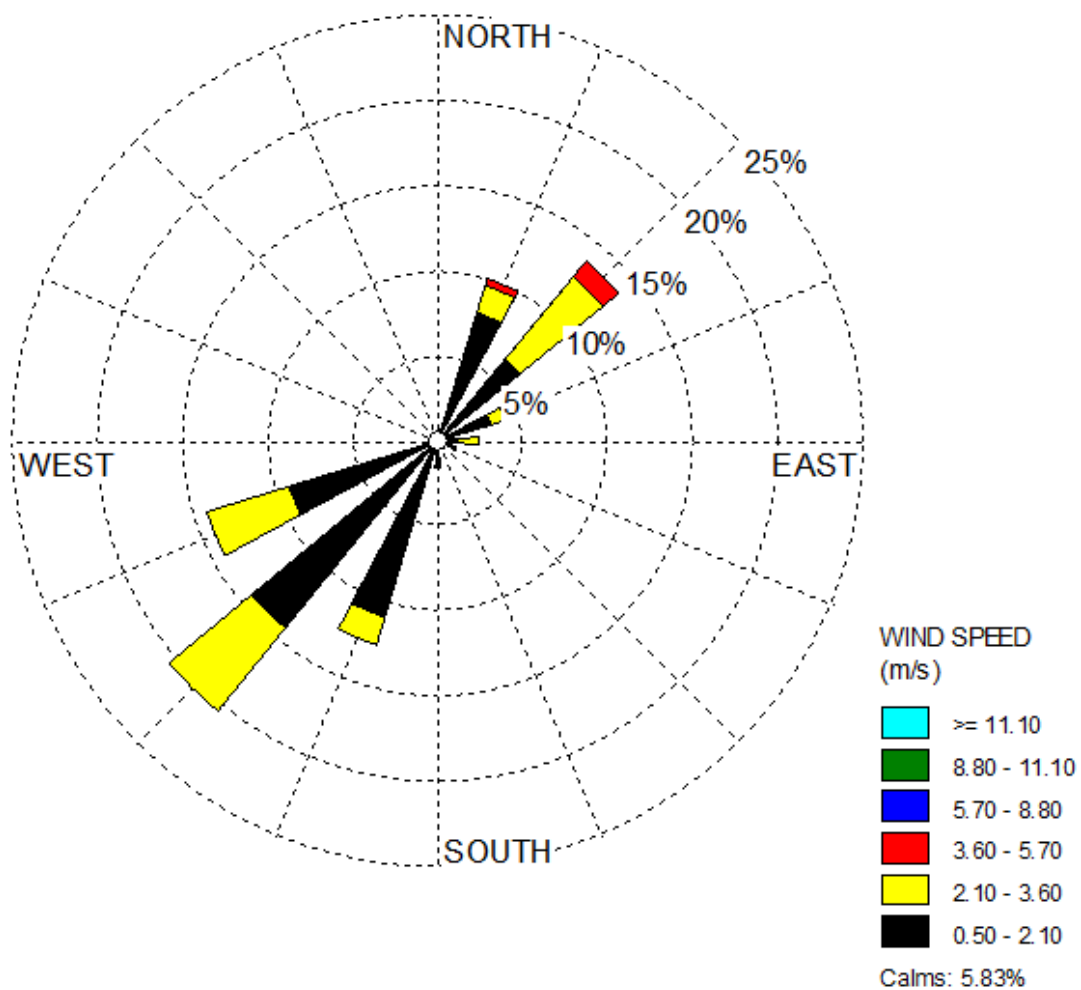 NORTH
25%
20%
15%
10%
5%
WEST
EAST
SOUTH
WIND SPEED
(m/s)
>= 11.10
8.80 - 11.10
5.70 - 8.80
3.60 - 5.70
2.10 - 3.60
0.50 - 2.10
Calms: 5.83%